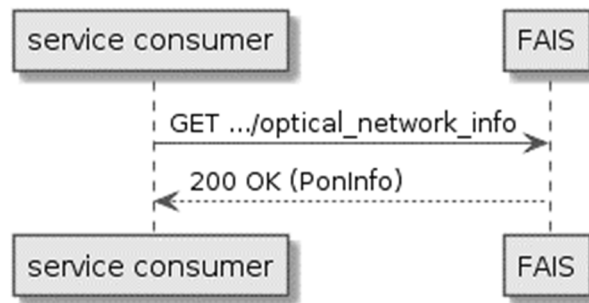 service consumer
FAIS
GET .../optical_network_info
200 OK (PonInfo)
service consumer
FAIS